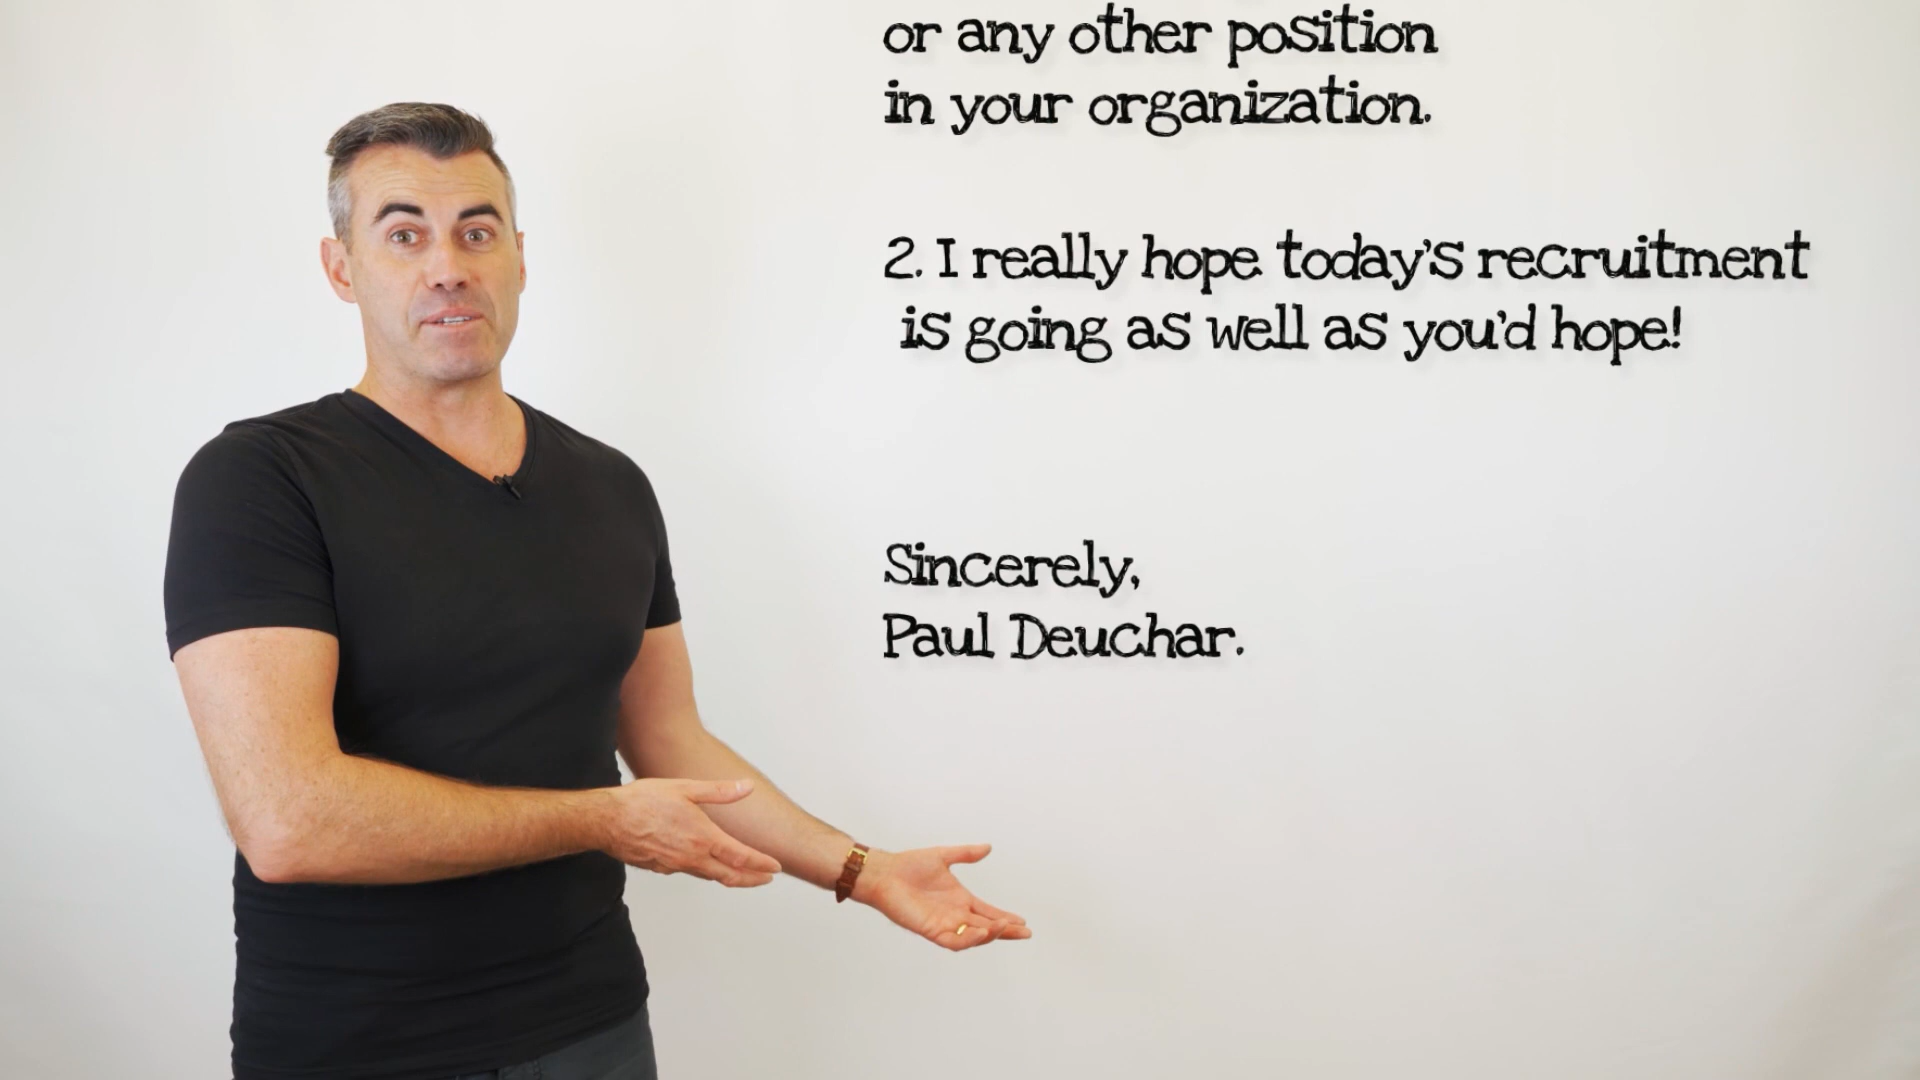 or any other position
in your organization.
2. I really hope today's recruitment
is going as well as you'd hope!
Sincerely,
Paul Deuchar.